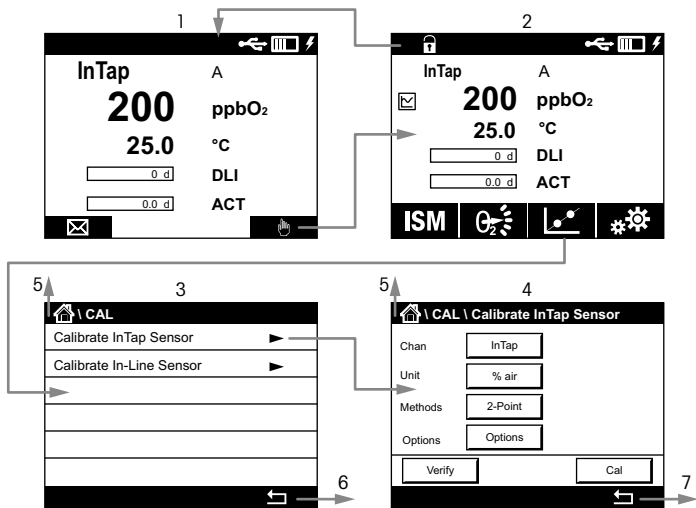 1
InTap A
200 ppbO₂
25.0 °C
0 d DLI
0.0 d ACT
2
InTap A
200 ppbO₂
25.0 °C
0 d DLI
0.0 d ACT
ISM O₂
5
3
\ CAL
Calibrate InTap Sensor
Calibrate In-Line Sensor
6
5
4
\ CAL \ Calibrate InTap Sensor
Chan InTap
Unit % air
Methods 2-Point
Options Options
Verify Cal
7